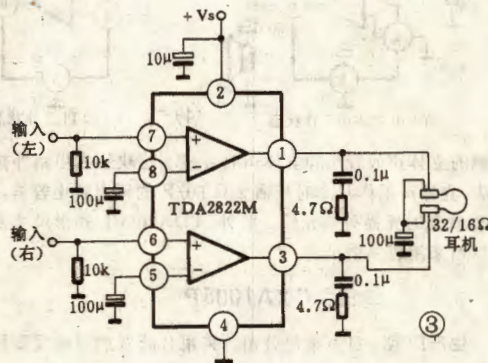 +Vs
10μ
2
输入
(左)
7
1
10k
8
0.1μ
100μ
TDA2822M
4.7Ω
32/16Ω
耳机
输入
(右)
6
3
100μ
10k
5
0.1μ
100μ
4.7Ω
4
③